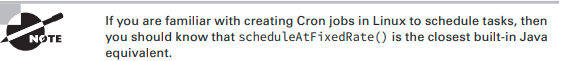 NOTE
If you are familiar with creating Cron jobs in Linux to schedule tasks, then
you should know that scheduleAtFixedRate() is the closest built-in Java
equivalent.